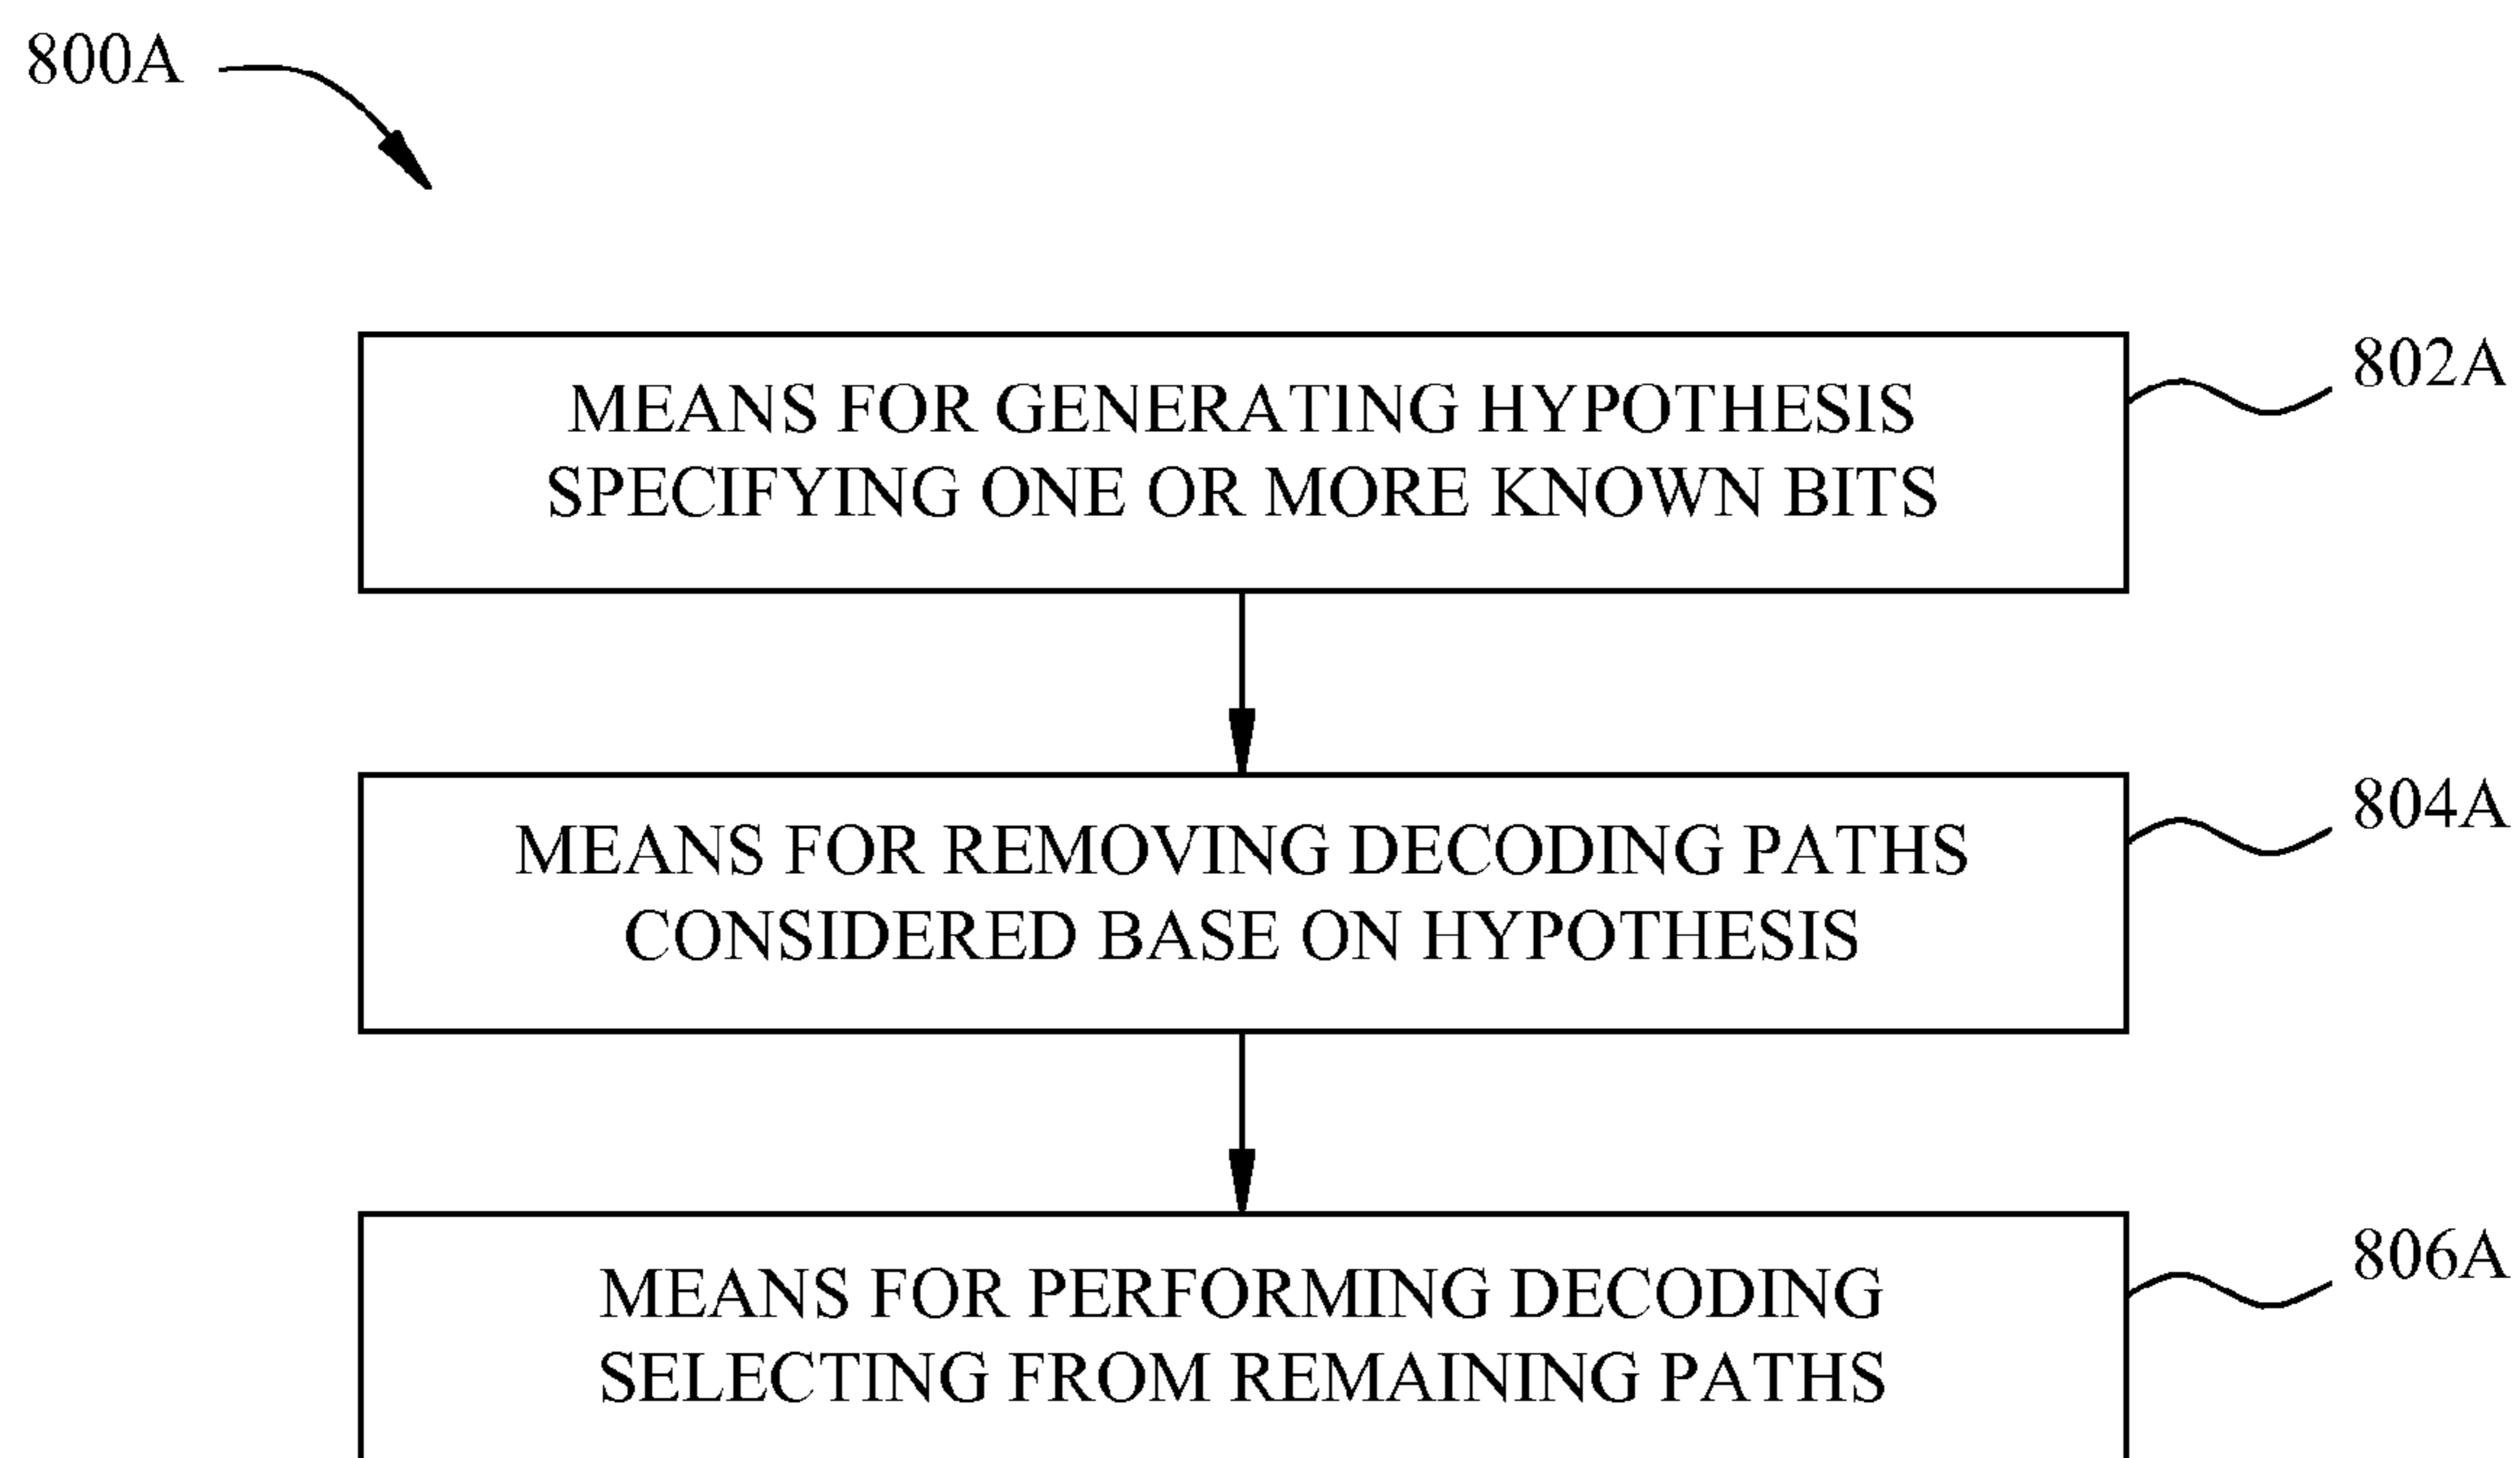 800A
802A
MEANS FOR GENERATING HYPOTHESIS
SPECIFYING ONE OR MORE KNOWN BITS
804A
MEANS FOR REMOVING DECODING PATHS
CONSIDERED BASE ON HYPOTHESIS
806A
MEANS FOR PERFORMING DECODING
SELECTING FROM REMAINING PATHS